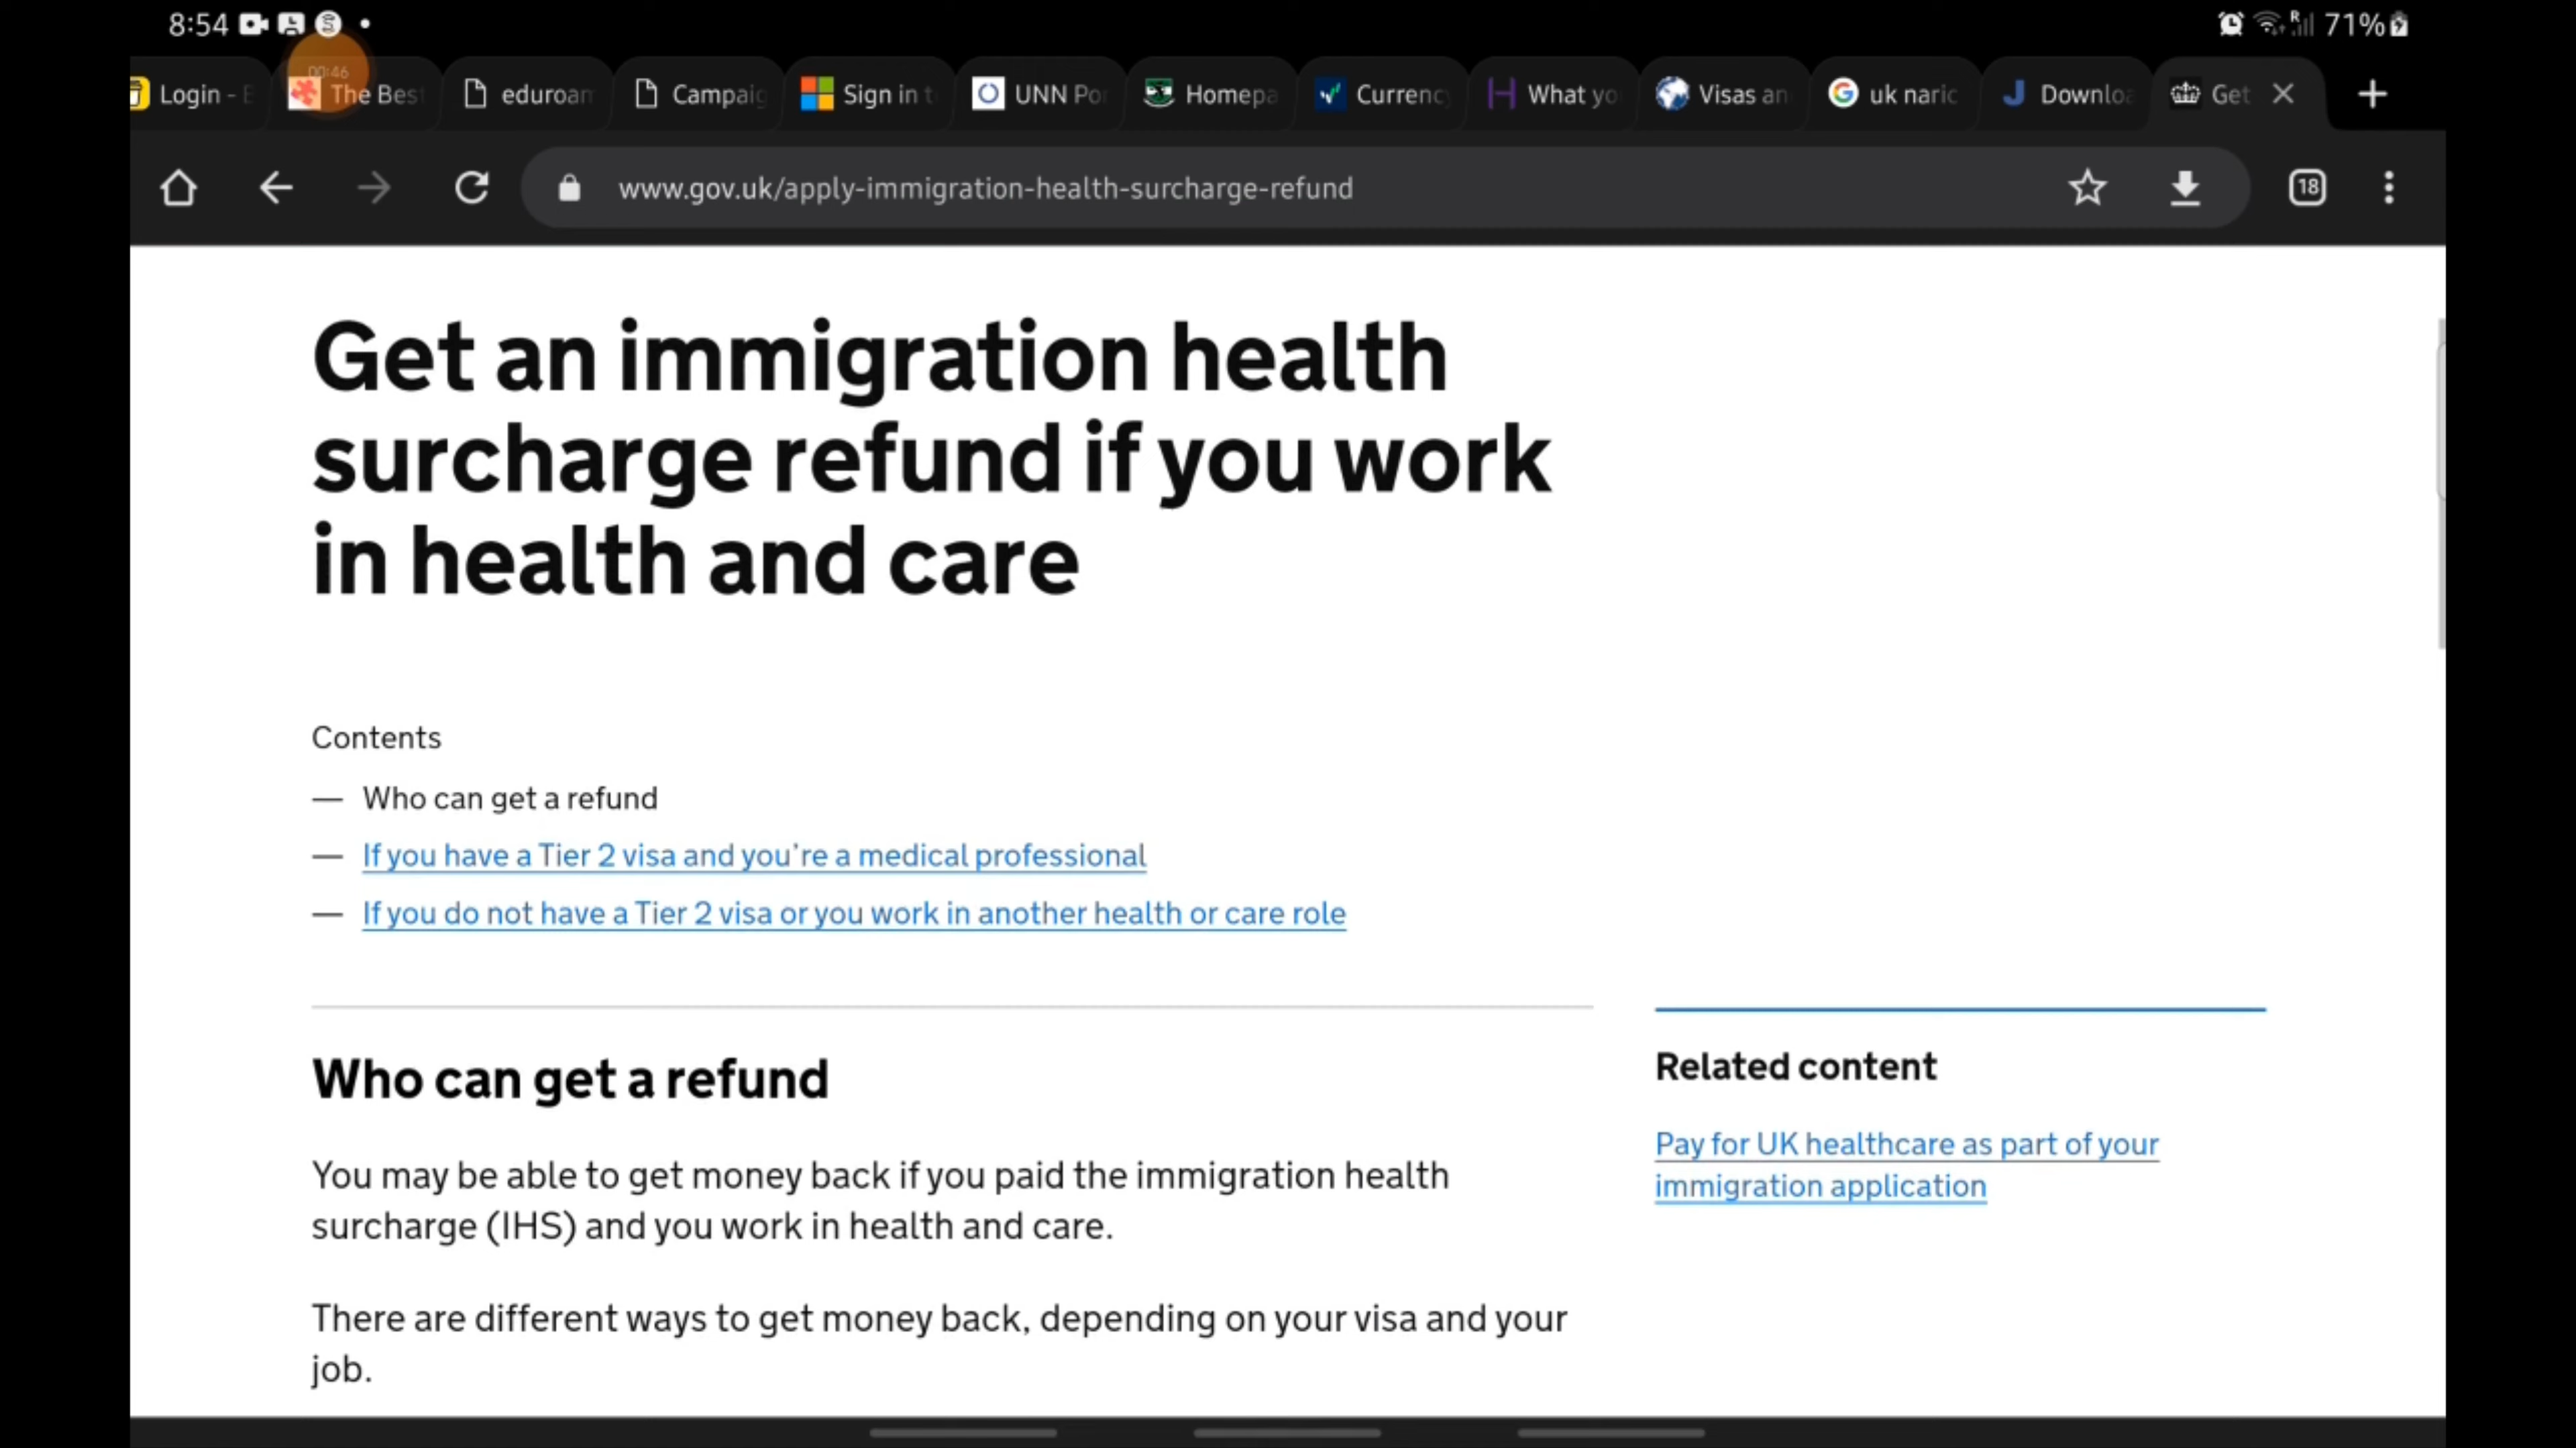 8:54
71%
00:46
Login - E
The Best
eduroam
Campaig
Sign in t
UNN Po
Homepa
Currenc
What yo
Visas an
uk naric
Downloa
Get
www.gov.uk/apply-immigration-health-surcharge-refund
18
Get an immigration health
surcharge refund if you work
in health and care
Contents
— Who can get a refund
— If you have a Tier 2 visa and you're a medical professional
— If you do not have a Tier 2 visa or you work in another health or care role
Who can get a refund
You may be able to get money back if you paid the immigration health
surcharge (IHS) and you work in health and care.
There are different ways to get money back, depending on your visa and your
job.
Related content
Pay for UK healthcare as part of your
immigration application